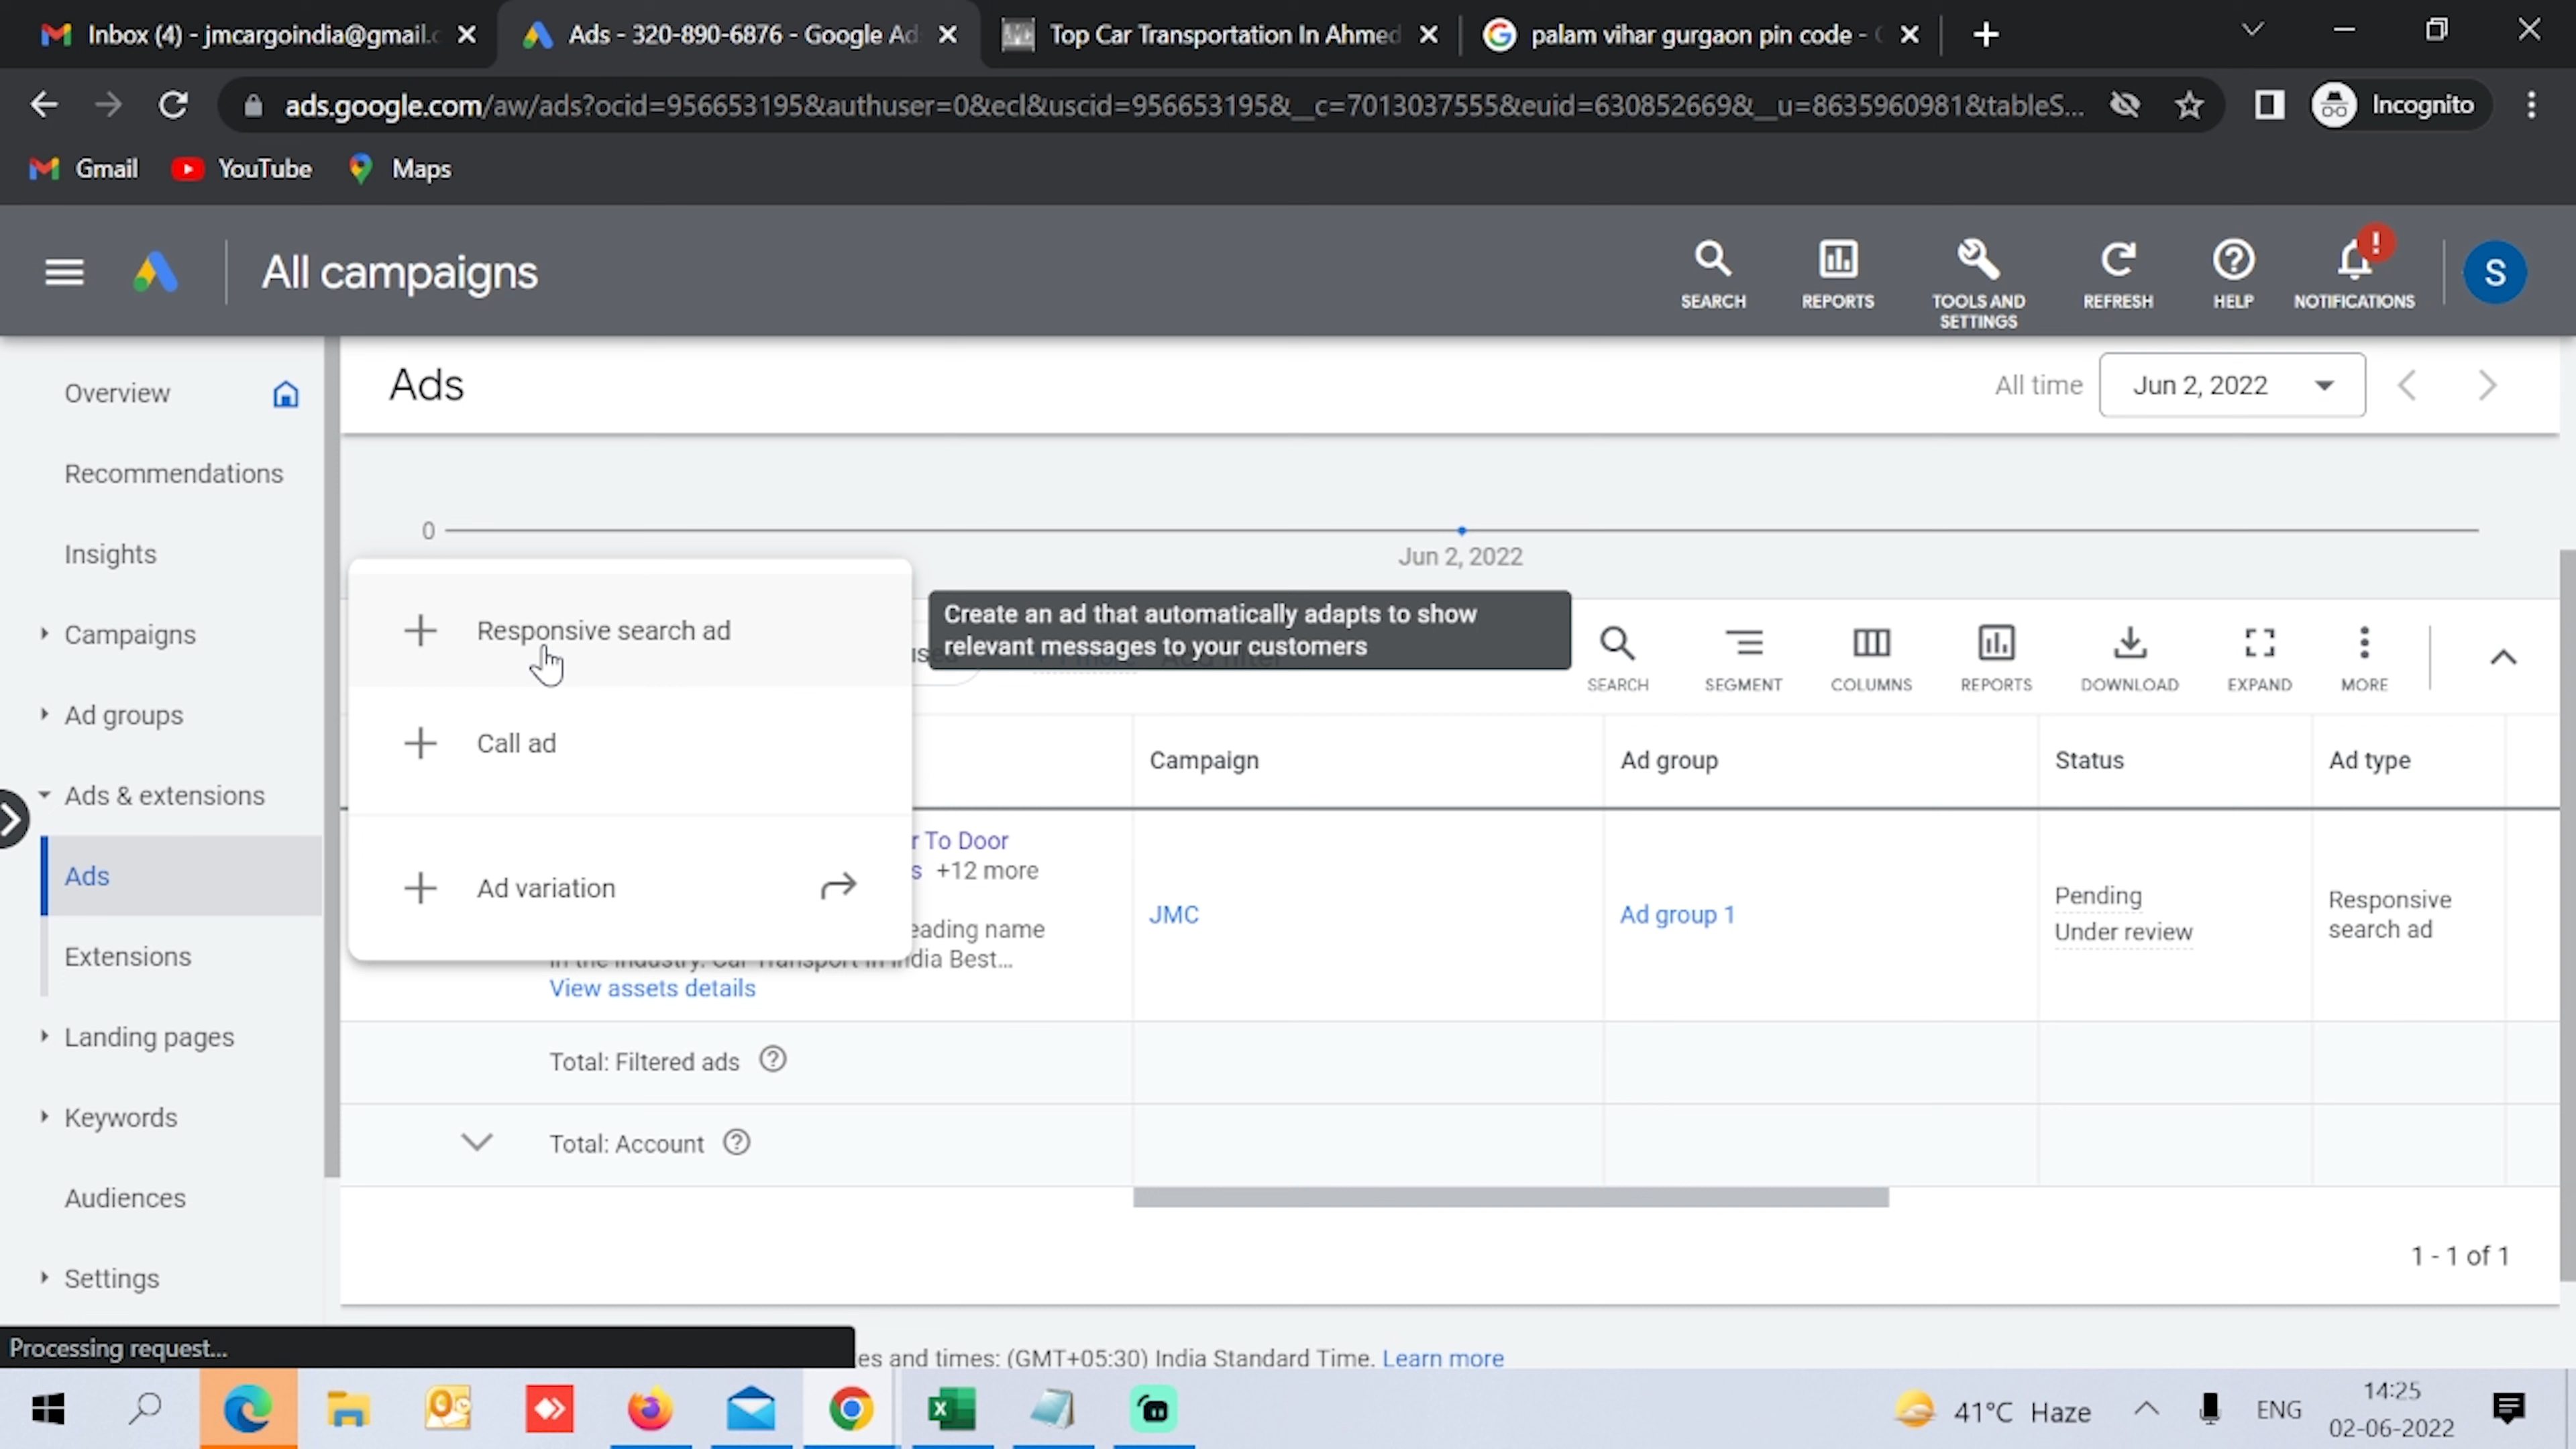 Inbox (4) - jmcargoindia@gmail.c
Ads - 320-890-6876 - Google Ad
Top Car Transportation In Ahmed
palam vihar gurgaon pin code -
ads.google.com/aw/ads?ocid=956653195&authuser=0&ecl&uscid=956653195&__c=7013037555&euid=630852669&__u=8635960981&tableS...
Incognito
Gmail
YouTube
Maps
All campaigns
SEARCH
REPORTS
TOOLS AND
SETTINGS
REFRESH
HELP
!
NOTIFICATIONS
S
Overview
Recommendations
Insights
Campaigns
Ad groups
Ads & extensions
Ads
Extensions
Landing pages
Keywords
Audiences
Settings
Ads
All time
Jun 2, 2022
0
Jun 2, 2022
Responsive search ad
Call ad
Ad variation
Create an ad that automatically adapts to show
relevant messages to your customers
SEARCH
SEGMENT
COLUMNS
REPORTS
DOWNLOAD
EXPAND
MORE
Campaign
Ad group
Status
Ad type
r To Door
s +12 more
eading name
in the industry. Car Transport in India Best...
View assets details
JMC
Ad group 1
Pending
Under review
Responsive
search ad
Total: Filtered ads
Total: Account
1 - 1 of 1
Processing request...
es and times: (GMT+05:30) India Standard Time. Learn more
41°C Haze
ENG
14:25
02-06-2022